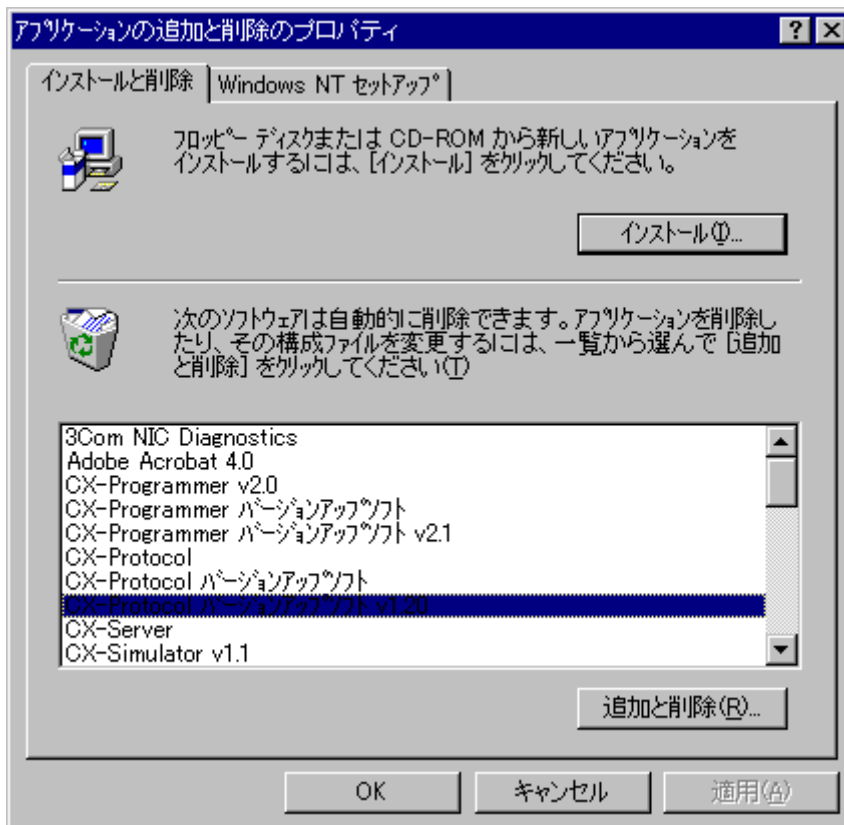 アプリケーションの追加と削除のプロパティ
インストールと削除
Windows NT セットアップ
フロッピー ディスクまたは CD-ROM から新しいアプリケーションを
インストールするには、[インストール] をクリックしてください。
インストール(I)...
次のソフトウェアは自動的に削除できます。アプリケーションを削除し
たり、その構成ファイルを変更するには、一覧から選んで [追加
と削除] をクリックしてください(T)
3Com NIC Diagnostics
Adobe Acrobat 4.0
CX-Programmer v2.0
CX-Programmer バージョンアップソフト
CX-Programmer バージョンアップソフト v2.1
CX-Protocol
CX-Protocol バージョンアップソフト
CX-Protocol バージョンアップソフト v1.20
CX-Server
CX-Simulator v1.1
追加と削除(R)...
OK
キャンセル
適用(A)